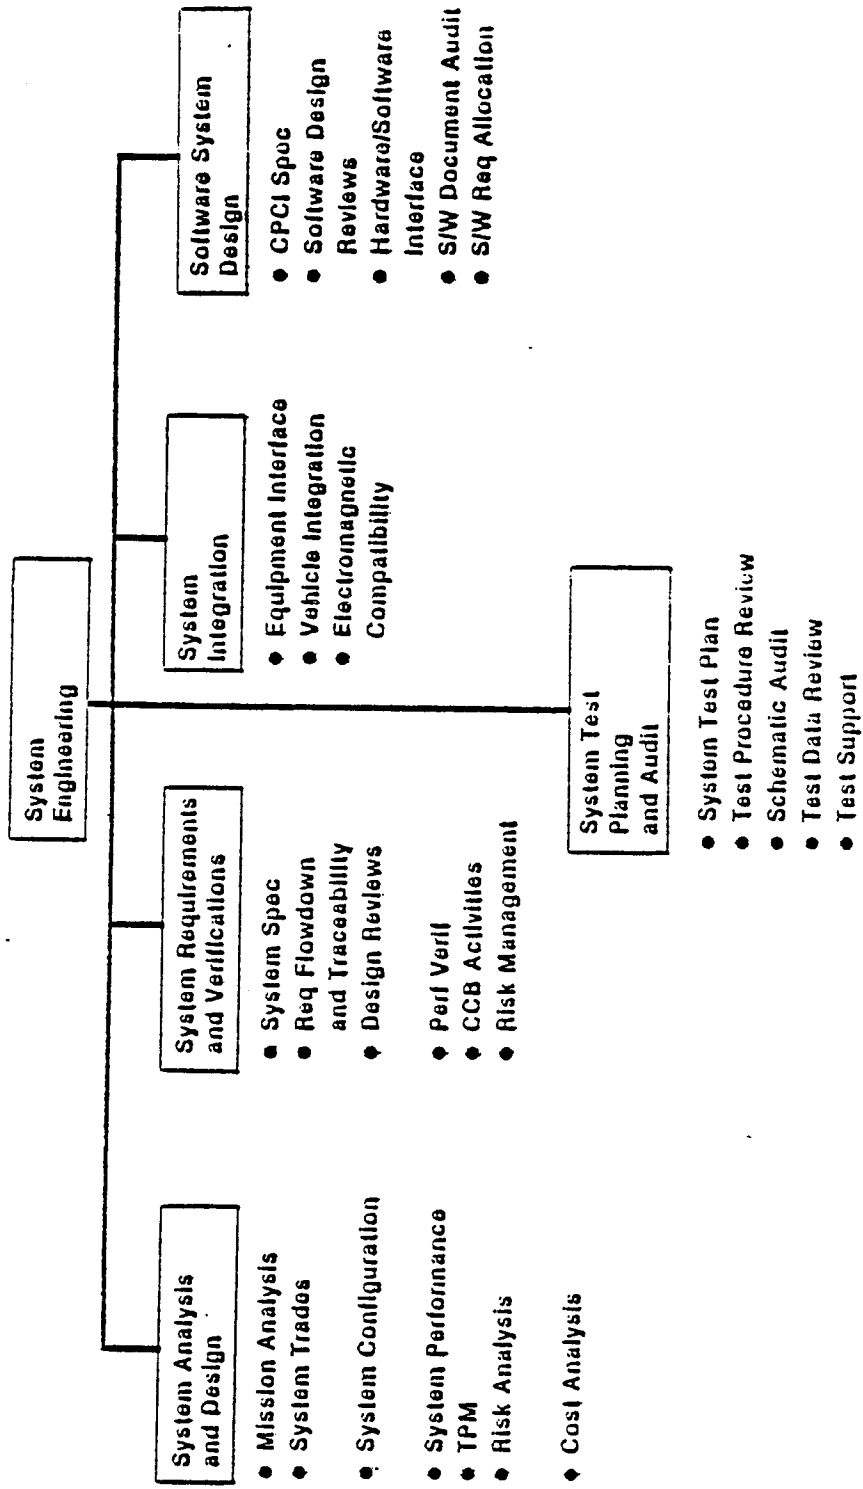 System
Engineering
System Analysis
and Design
● Mission Analysis
● System Trades
● System Configuration
● System Performance
● TPM
● Risk Analysis
● Cost Analysis
System Requirements
and Verifications
● System Spec
● Req Flowdown
and Traceability
● Design Reviews
● Perf Verif
● CCB Activities
● Risk Management
System
Integration
● Equipment Interface
● Vehicle Integration
● Electromagnetic
Compatibility
Software System
Design
● CPCI Spec
● Software Design
Reviews
● Hardware/Software
Interface
● S/W Document Audit
● S/W Req Allocation
System Test
Planning
and Audit
● System Test Plan
● Test Procedure Review
● Schematic Audit
● Test Data Review
● Test Support